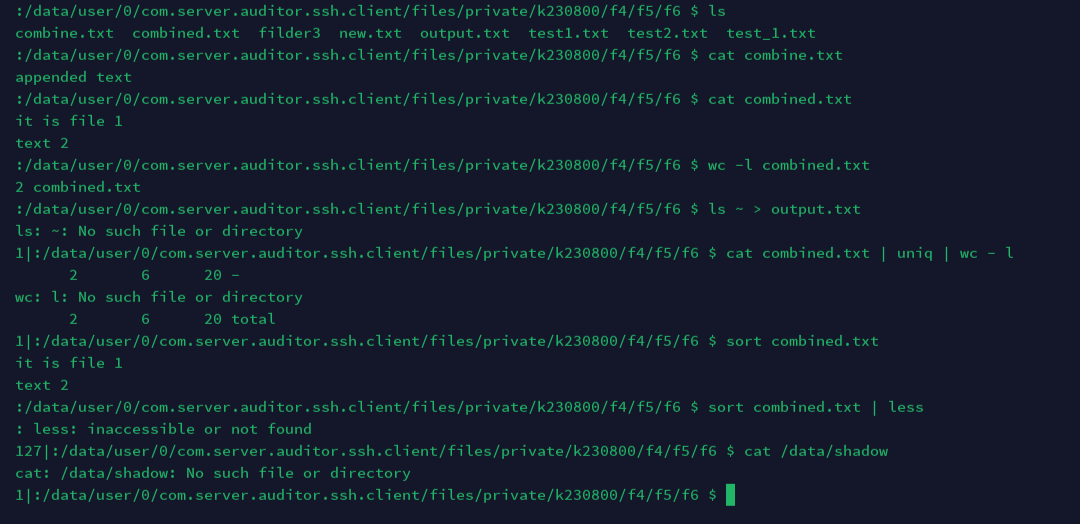 :/data/user/0/com.server.auditor.ssh.client/files/private/k230800/f4/f5/f6 $ ls
combine.txt  combined.txt  filder3  new.txt  output.txt  test1.txt  test2.txt  test_1.txt
:/data/user/0/com.server.auditor.ssh.client/files/private/k230800/f4/f5/f6 $ cat combine.txt
appended text
:/data/user/0/com.server.auditor.ssh.client/files/private/k230800/f4/f5/f6 $ cat combined.txt
it is file 1
text 2
:/data/user/0/com.server.auditor.ssh.client/files/private/k230800/f4/f5/f6 $ wc -l combined.txt
2 combined.txt
:/data/user/0/com.server.auditor.ssh.client/files/private/k230800/f4/f5/f6 $ ls ~ > output.txt
ls: ~: No such file or directory
1|:/data/user/0/com.server.auditor.ssh.client/files/private/k230800/f4/f5/f6 $ cat combined.txt | uniq | wc - l
      2       6      20 -
wc: l: No such file or directory
      2       6      20 total
1|:/data/user/0/com.server.auditor.ssh.client/files/private/k230800/f4/f5/f6 $ sort combined.txt
it is file 1
text 2
:/data/user/0/com.server.auditor.ssh.client/files/private/k230800/f4/f5/f6 $ sort combined.txt | less
: less: inaccessible or not found
127|:/data/user/0/com.server.auditor.ssh.client/files/private/k230800/f4/f5/f6 $ cat /data/shadow
cat: /data/shadow: No such file or directory
1|:/data/user/0/com.server.auditor.ssh.client/files/private/k230800/f4/f5/f6 $